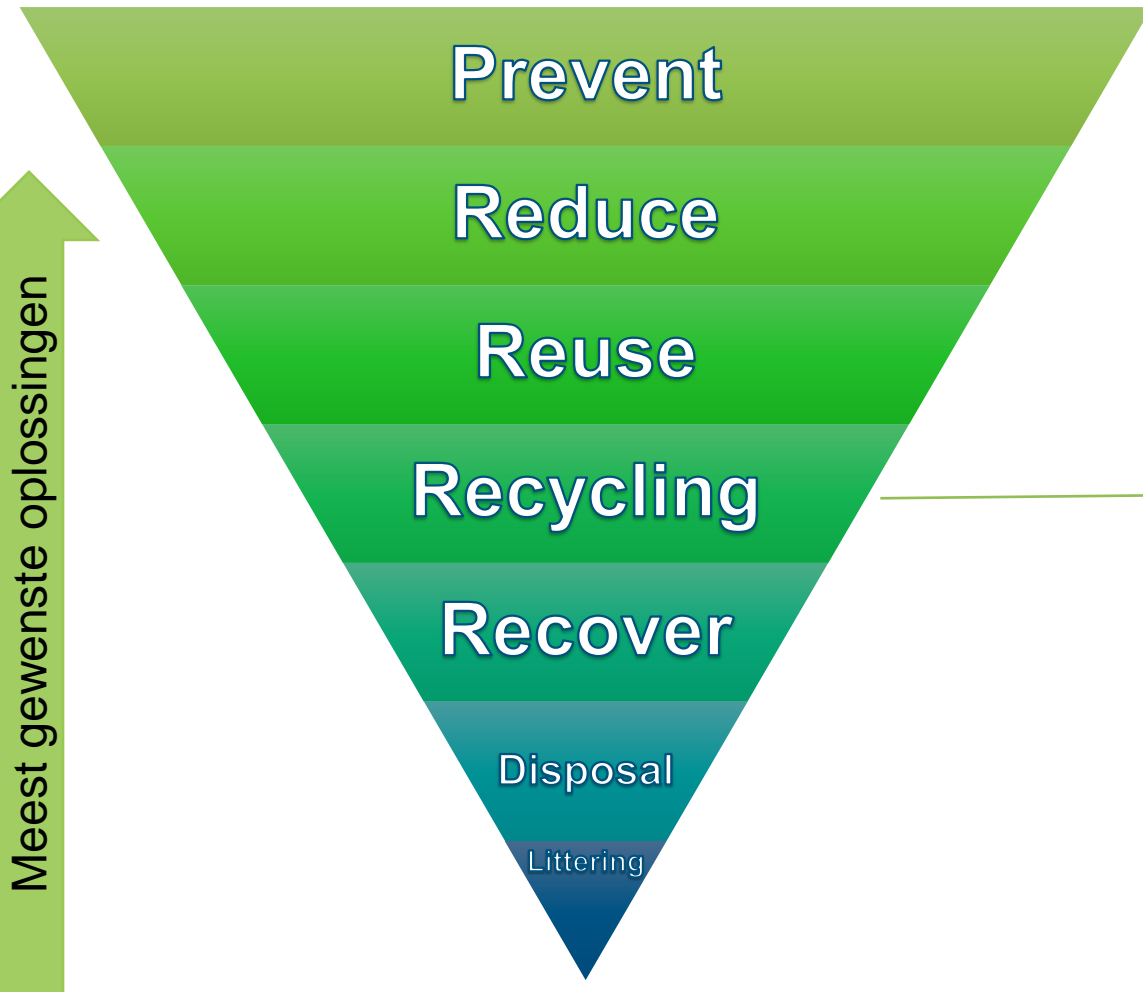 Prevent
Reduce
Reuse
Recycling
Recover
Disposal
Littering
Meest gewenste oplossingen